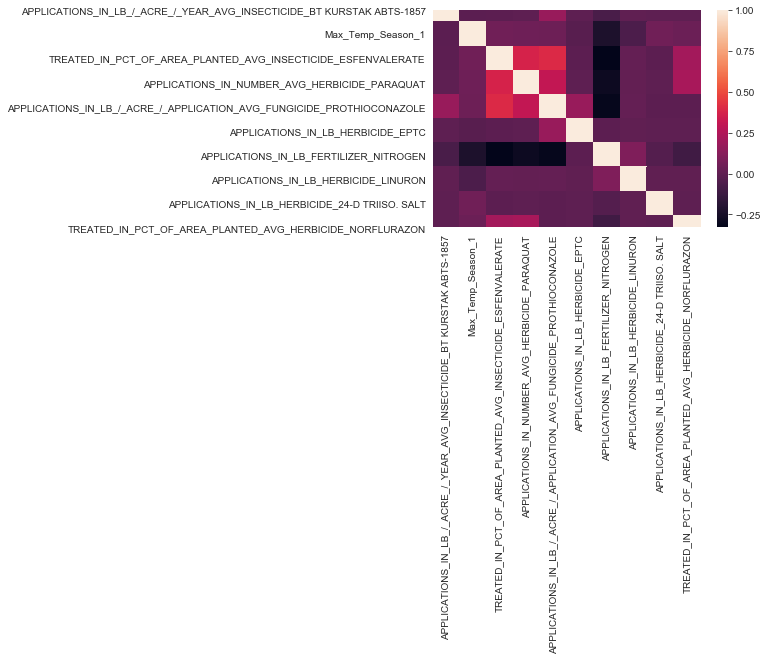 APPLICATIONS_IN_LB_/_ACRE_/_YEAR_AVG_INSECTICIDE_BT KURSTAK ABTS-1857
Max_Temp_Season_1
TREATED_IN_PCT_OF_AREA_PLANTED_AVG_INSECTICIDE_ESFENVALERATE
APPLICATIONS_IN_NUMBER_AVG_HERBICIDE_PARAQUAT
APPLICATIONS_IN_LB_/_ACRE_/_APPLICATION_AVG_FUNGICIDE_PROTHIOCONAZOLE
APPLICATIONS_IN_LB_HERBICIDE_EPTC
APPLICATIONS_IN_LB_FERTILIZER_NITROGEN
APPLICATIONS_IN_LB_HERBICIDE_LINURON
APPLICATIONS_IN_LB_HERBICIDE_24-D TRIISO. SALT
TREATED_IN_PCT_OF_AREA_PLANTED_AVG_HERBICIDE_NORFLURAZON
1.00
0.75
0.50
0.25
0.00
−0.25
APPLICATIONS_IN_LB_/_ACRE_/_YEAR_AVG_INSECTICIDE_BT KURSTAK ABTS-1857
Max_Temp_Season_1
TREATED_IN_PCT_OF_AREA_PLANTED_AVG_INSECTICIDE_ESFENVALERATE
APPLICATIONS_IN_NUMBER_AVG_HERBICIDE_PARAQUAT
APPLICATIONS_IN_LB_/_ACRE_/_APPLICATION_AVG_FUNGICIDE_PROTHIOCONAZOLE
APPLICATIONS_IN_LB_HERBICIDE_EPTC
APPLICATIONS_IN_LB_FERTILIZER_NITROGEN
APPLICATIONS_IN_LB_HERBICIDE_LINURON
APPLICATIONS_IN_LB_HERBICIDE_24-D TRIISO. SALT
TREATED_IN_PCT_OF_AREA_PLANTED_AVG_HERBICIDE_NORFLURAZON